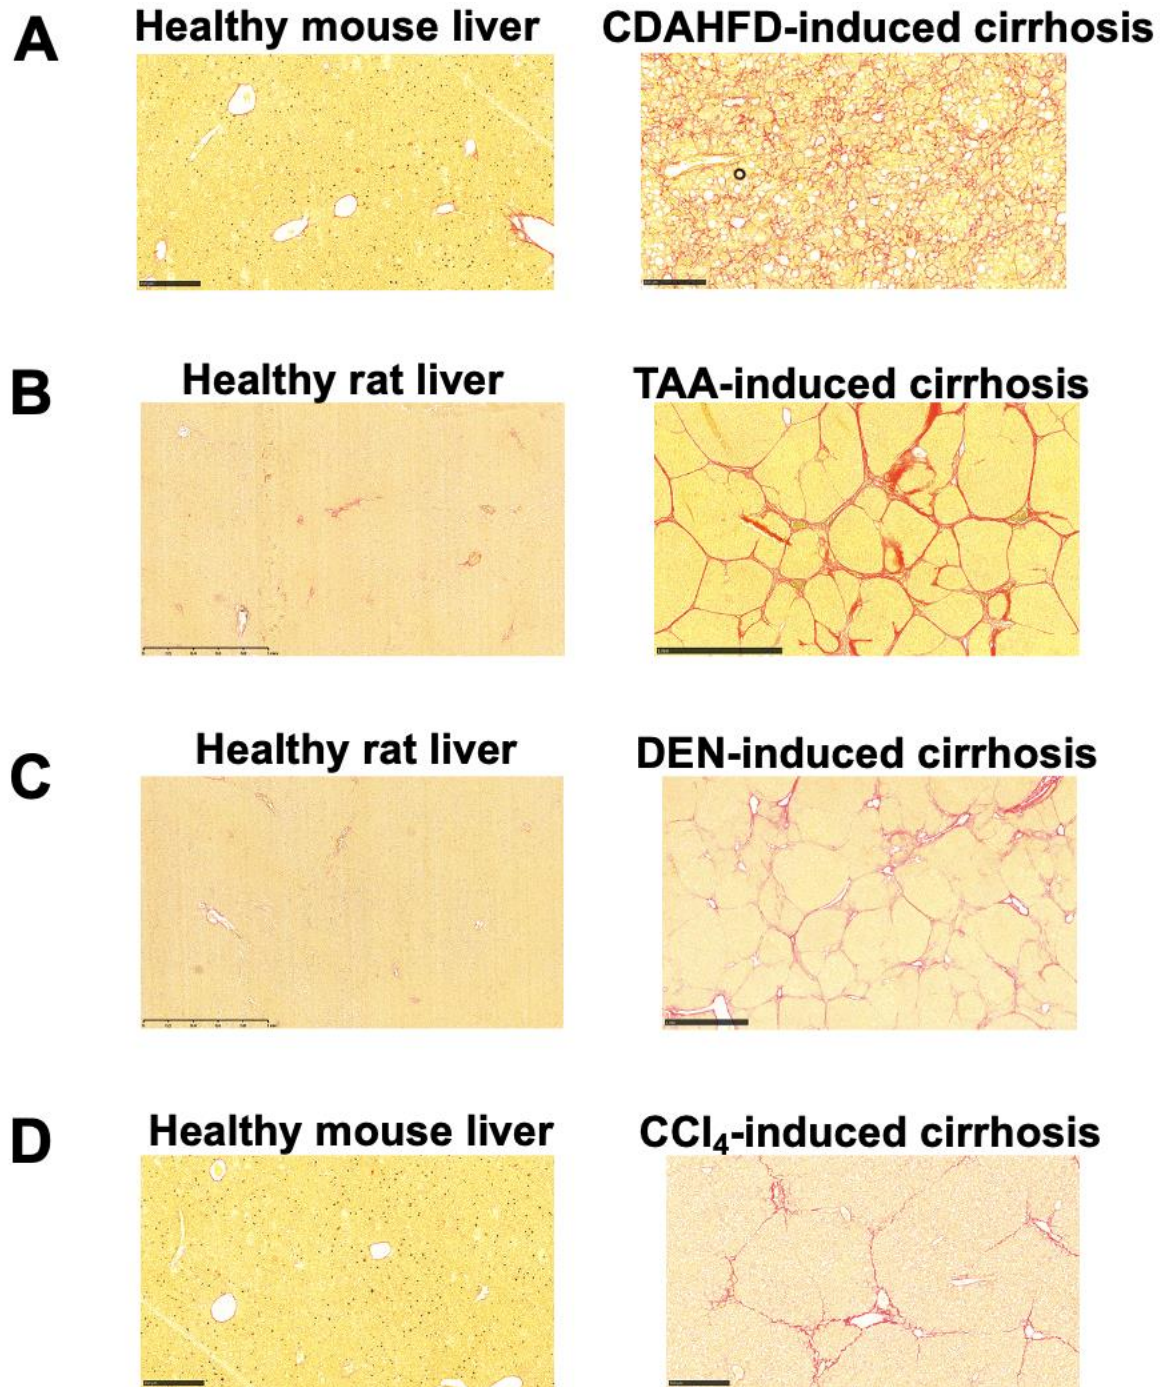 A
Healthy mouse liver
CDAHFD-induced cirrhosis
B
Healthy rat liver
TAA-induced cirrhosis
C
Healthy rat liver
DEN-induced cirrhosis
D
Healthy mouse liver
CCl₄-induced cirrhosis